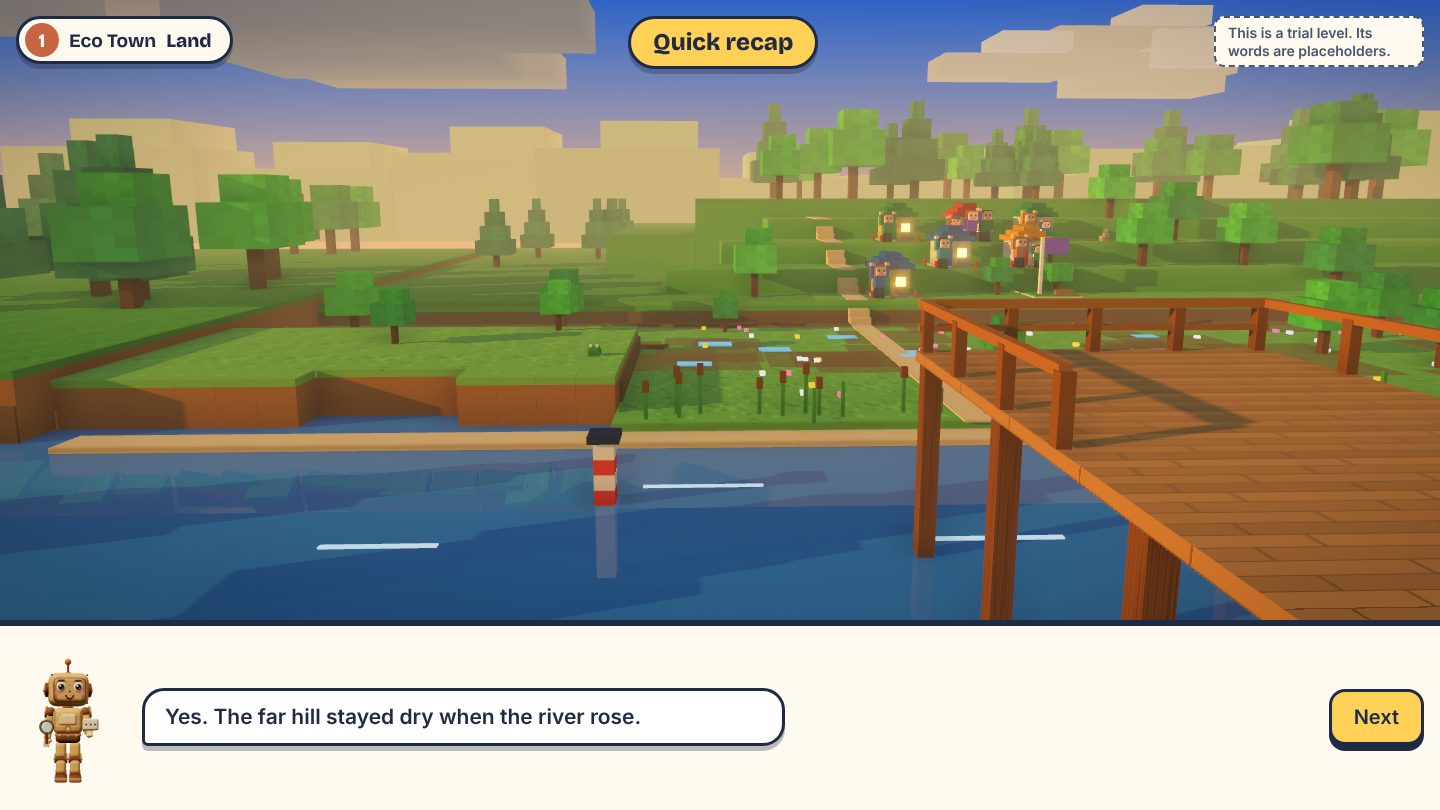 1 Eco Town Land
Quick recap
This is a trial level. Its
words are placeholders.
Yes. The far hill stayed dry when the river rose.
Next